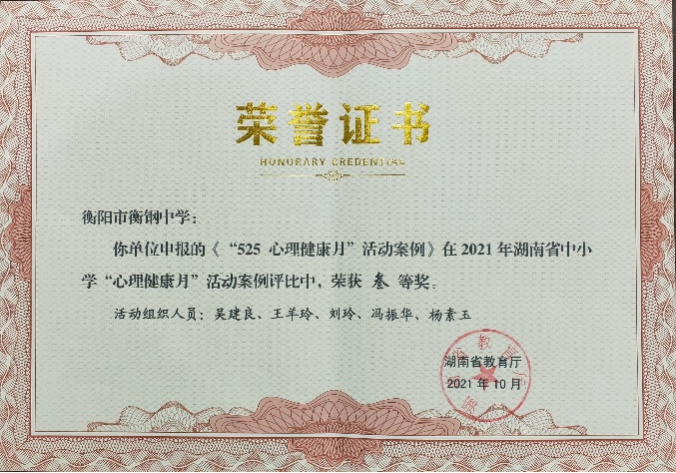 荣誉证书
HONORARY CREDENTIAL
衡阳市衡钢中学:
你单位申报的《“525 心理健康月”活动案例》在 2021 年湖南省中小
学“心理健康月”活动案例评比中,荣获 叁 等奖。
活动组织人员:吴建良、王羊玲、刘玲、冯振华、杨素玉
湖南省教育厅
2021 年 10 月